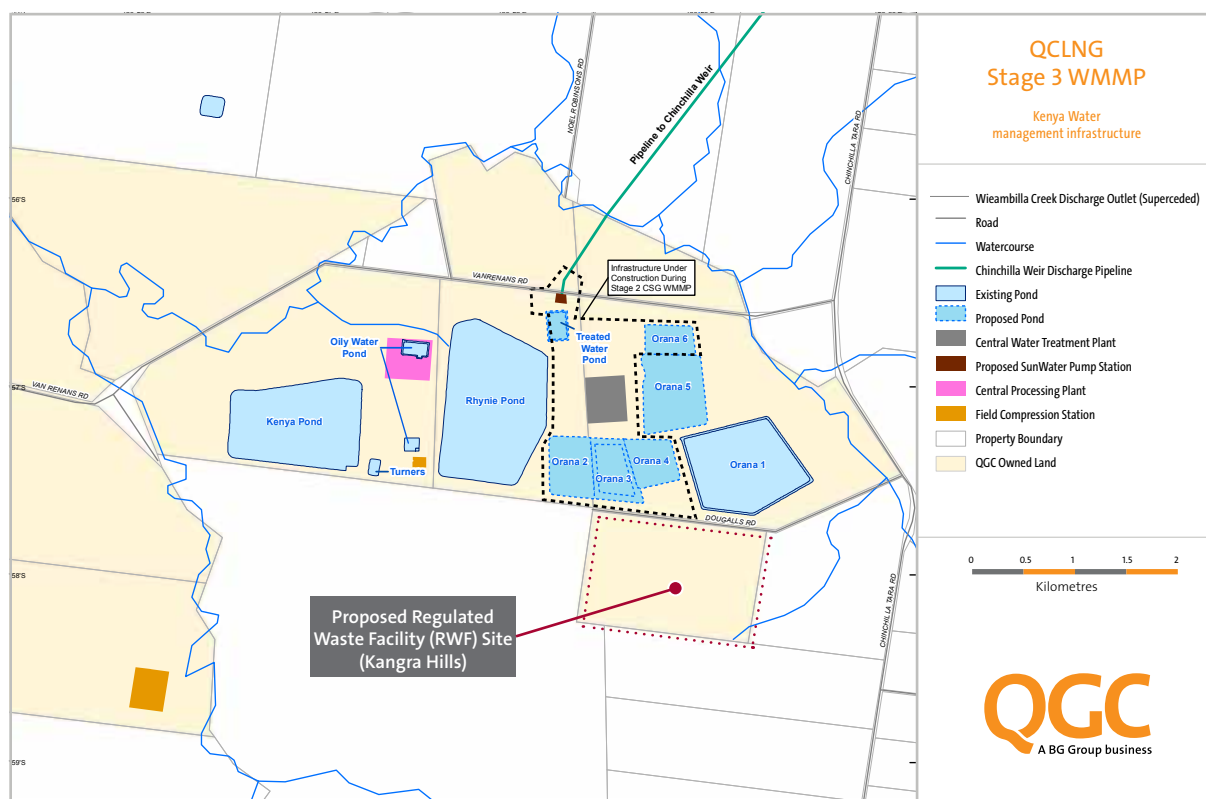 NOEL ROBINSONS RD
Pipeline to Chinchilla Weir
CHINCHILLA TARA RD
56'S
VANRENANS RD
Infrastructure Under
Construction During
Stage 2 CSG WMMP
Oily Water
Pond
Treated
Water
Pond
Orana 6
57'S
VAN RENANS RD
Orana 5
Kenya Pond
Rhynie Pond
Orana 2
Orana 3
Orana 4
Orana 1
Turners
DOUGALLS RD
58'S
Proposed Regulated
Waste Facility (RWF) Site
(Kangra Hills)
CHINCHILLA TARA RD
59'S
QCLNG
Stage 3 WMMP
Kenya Water
management infrastructure
Wieambilla Creek Discharge Outlet (Superceded)
Road
Watercourse
Chinchilla Weir Discharge Pipeline
Existing Pond
Proposed Pond
Central Water Treatment Plant
Proposed SunWater Pump Station
Central Processing Plant
Field Compression Station
Property Boundary
QGC Owned Land
0 0.5 1 1.5 2
Kilometres
QGC
A BG Group business